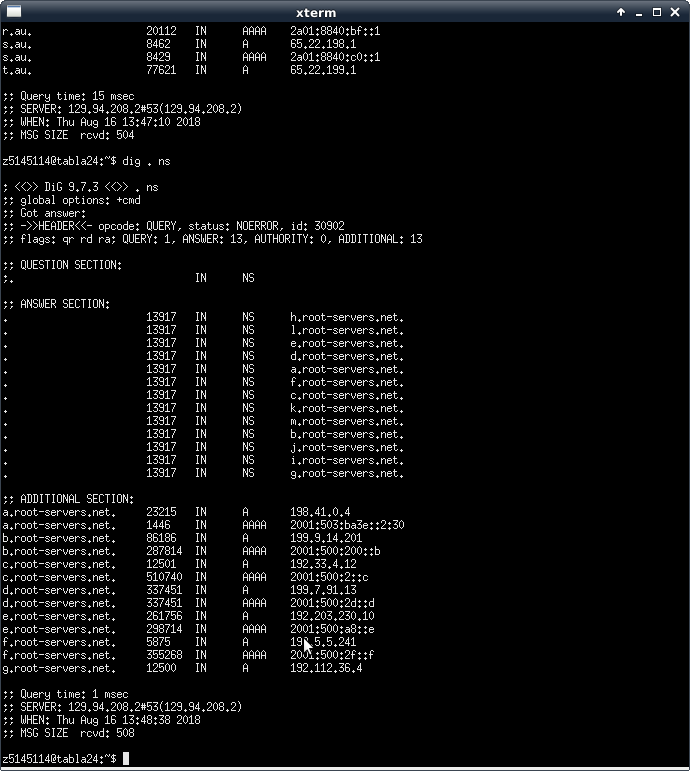 xterm
r.au. 20112 IN AAAA 2a01:8840:bf::1
s.au. 8462 IN A 65.22.198.1
s.au. 8429 IN AAAA 2a01:8840:c0::1
t.au. 77621 IN A 65.22.199.1
;; Query time: 15 msec
;; SERVER: 129.94.208.2#53(129.94.208.2)
;; WHEN: Thu Aug 16 13:47:10 2018
;; MSG SIZE rcvd: 504
z5145114@tabla24:~$ dig . ns
; <<>> DiG 9.7.3 <<>> . ns
;; global options: +cmd
;; Got answer:
;; ->>HEADER<<- opcode: QUERY, status: NOERROR, id: 30902
;; flags: qr rd ra; QUERY: 1, ANSWER: 13, AUTHORITY: 0, ADDITIONAL: 13
;; QUESTION SECTION:
;. IN NS
;; ANSWER SECTION:
. 13917 IN NS h.root-servers.net.
. 13917 IN NS l.root-servers.net.
. 13917 IN NS e.root-servers.net.
. 13917 IN NS d.root-servers.net.
. 13917 IN NS a.root-servers.net.
. 13917 IN NS f.root-servers.net.
. 13917 IN NS c.root-servers.net.
. 13917 IN NS k.root-servers.net.
. 13917 IN NS m.root-servers.net.
. 13917 IN NS b.root-servers.net.
. 13917 IN NS j.root-servers.net.
. 13917 IN NS i.root-servers.net.
. 13917 IN NS g.root-servers.net.
;; ADDITIONAL SECTION:
a.root-servers.net. 23215 IN A 198.41.0.4
a.root-servers.net. 1446 IN AAAA 2001:503:ba3e::2:30
b.root-servers.net. 86186 IN A 199.9.14.201
b.root-servers.net. 287814 IN AAAA 2001:500:200::b
c.root-servers.net. 12501 IN A 192.33.4.12
c.root-servers.net. 510740 IN AAAA 2001:500:2::c
d.root-servers.net. 337451 IN A 199.7.91.13
d.root-servers.net. 337451 IN AAAA 2001:500:2d::d
e.root-servers.net. 261756 IN A 192.203.230.10
e.root-servers.net. 298714 IN AAAA 2001:500:a8::e
f.root-servers.net. 5875 IN A
f.root-servers.net. 355268 IN AAAA 2001:500:2f::f
g.root-servers.net. 12500 IN A 192.112.36.4
;; Query time: 1 msec
;; SERVER: 129.94.208.2#53(129.94.208.2)
;; WHEN: Thu Aug 16 13:48:38 2018
;; MSG SIZE rcvd: 508
z5145114@tabla24:~$